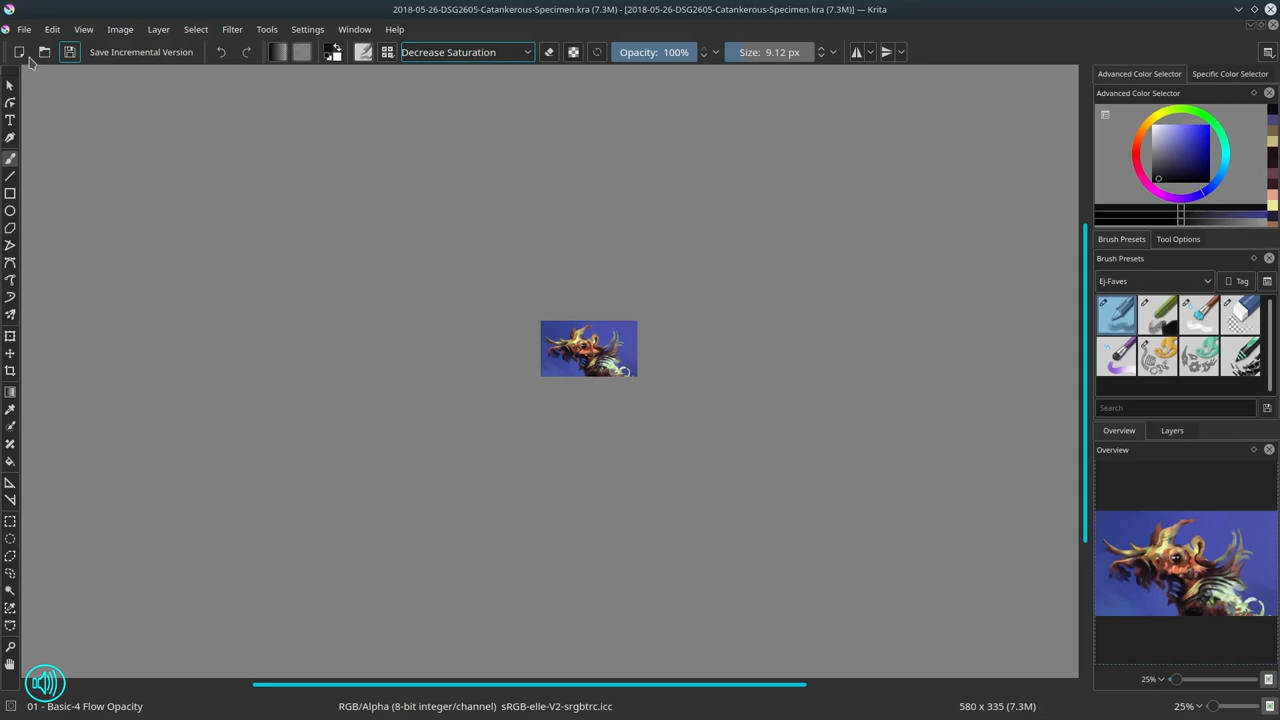 2018-05-26-DSG2605-Catankerous-Specimen.kra (7.3M) - [2018-05-26-DSG2605-Catankerous-Specimen.kra (7.3M)] — Krita
File Edit View Image Layer Select Filter Tools Settings Window Help
Save Incremental Version Decrease Saturation Opacity: 100% Size: 9.12 px
Advanced Color Selector Specific Color Selector
Advanced Color Selector
Brush Presets Tool Options
Brush Presets
Ej-Faves Tag
Search
Overview Layers
Overview
25%
01 - Basic-4 Flow Opacity RGB/Alpha (8-bit integer/channel) sRGB-elle-V2-srgbtrc.icc 580 x 335 (7.3M) 25%